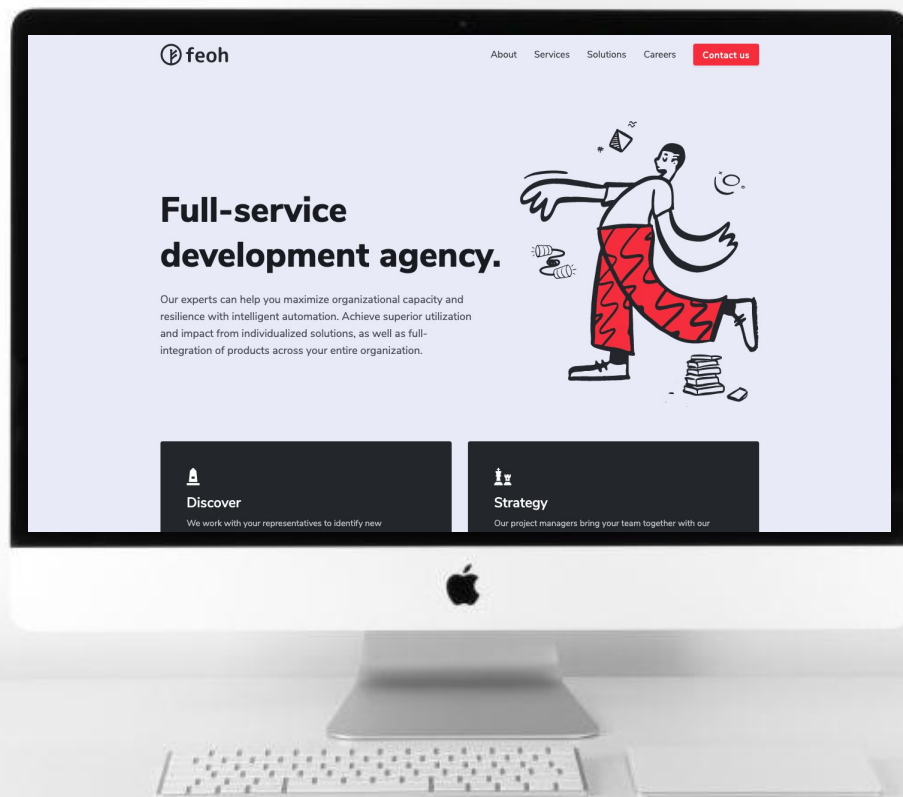 feoh
About Services Solutions Careers Contact us
Full-service
development agency.
Our experts can help you maximize organizational capacity and
resilience with intelligent automation. Achieve superior utilization
and impact from individualized solutions, as well as full-
integration of products across your entire organization.
Discover
We work with your representatives to identify new
Strategy
Our project managers bring your team together with our